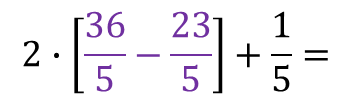 2 · [36/5 − 23/5] + 1/5 =